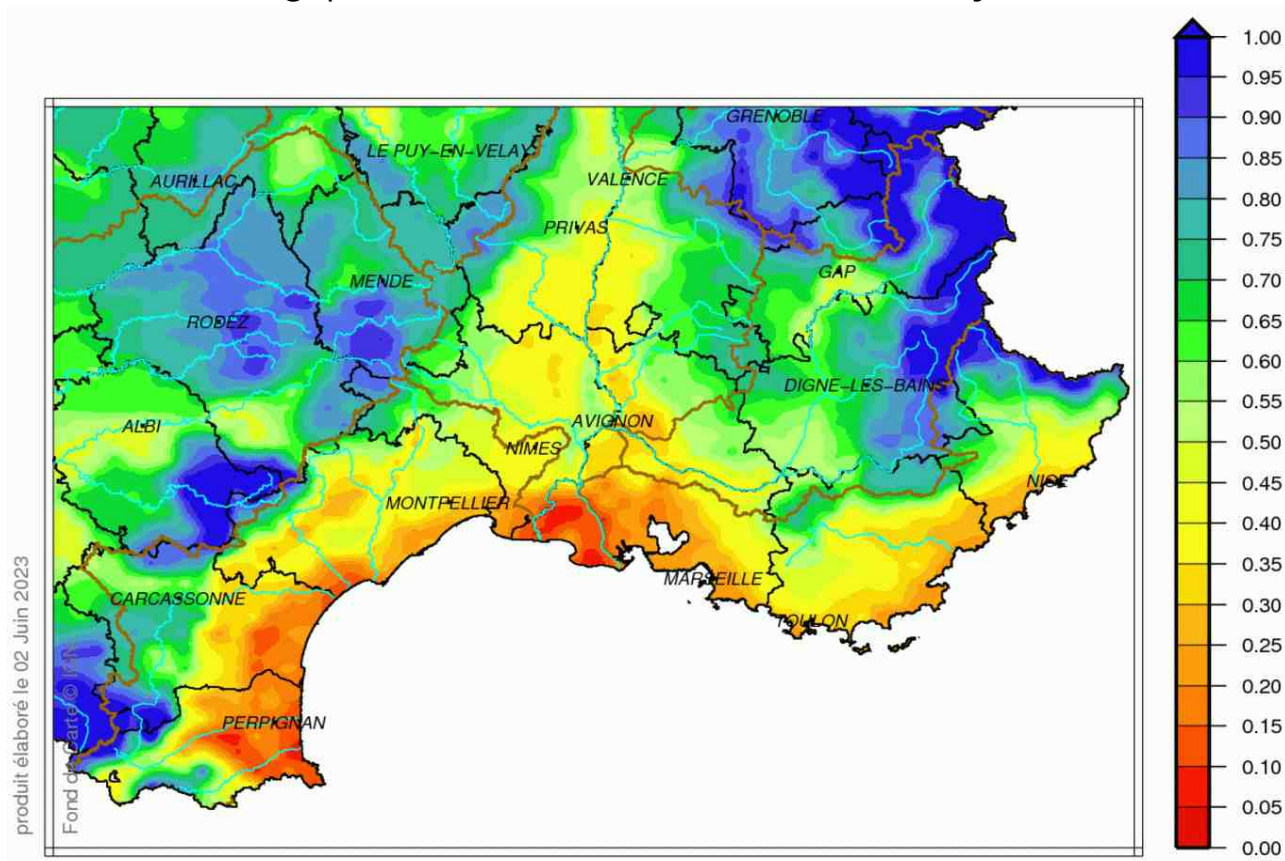 1.00
0.95
0.90
0.85
0.80
0.75
0.70
0.65
0.60
0.55
0.50
0.45
0.40
0.35
0.30
0.25
0.20
0.15
0.10
0.05
0.00
GRENOBLE
LE PUY-EN-VELAY
AURILLAC
VALENCE
PRIVAS
GAP
MENDE
RODEZ
DIGNE-LES-BAINS
ALBI
AVIGNON
NIMES
NICE
MONTPELLIER
MARSEILLE
CARCASSONNE
TOULON
PERPIGNAN
produit élaboré le 02 Juin 2023
Fond de Carto ©